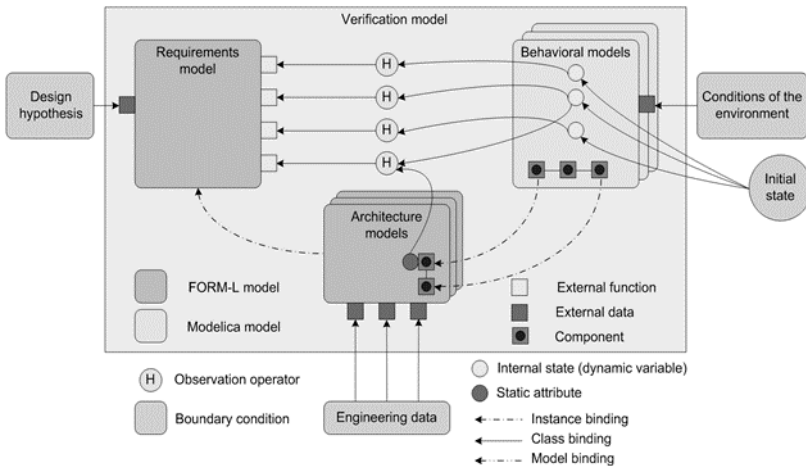 Verification model
Requirements
model
Behavioral models
H
H
H
H
Design
hypothesis
Conditions of the
environment
Initial
state
Architecture
models
FORM-L model
Modelica model
External function
External data
Component
H
Observation operator
Boundary condition
Engineering data
Internal state (dynamic variable)
Static attribute
Instance binding
Class binding
Model binding